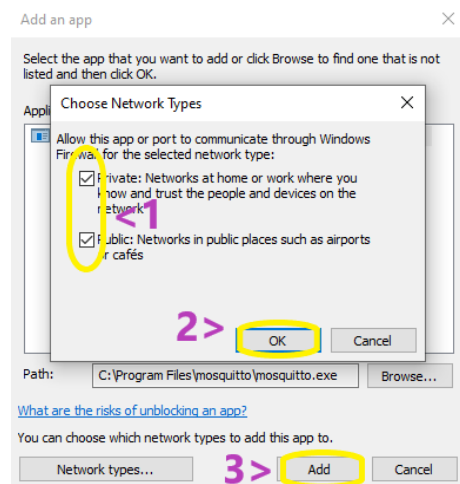 Add an app
Select the app that you want to add or click Browse to find one that is not
listed and then click OK.
Appli
Choose Network Types
Allow this app or port to communicate through Windows
Firewall for the selected network type:
Private: Networks at home or work where you
know and trust the people and devices on the
network
<1
Public: Networks in public places such as airports
or cafés
2>
OK
Cancel
Path:
C:\Program Files\mosquitto\mosquitto.exe
Browse...
What are the risks of unblocking an app?
You can choose which network types to add this app to.
Network types...
3>
Add
Cancel